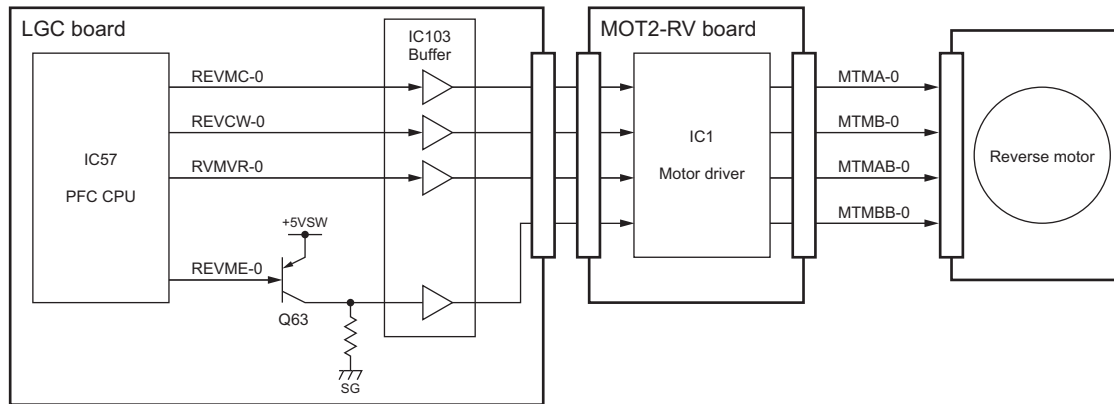 LGC board
IC103
Buffer
MOT2-RV board
REVMC-0
REVCW-0
RVMVR-0
REVME-0
IC57
PFC CPU
+5VSW
Q63
SG
IC1
Motor driver
MTMA-0
MTMB-0
MTMAB-0
MTMBB-0
Reverse motor